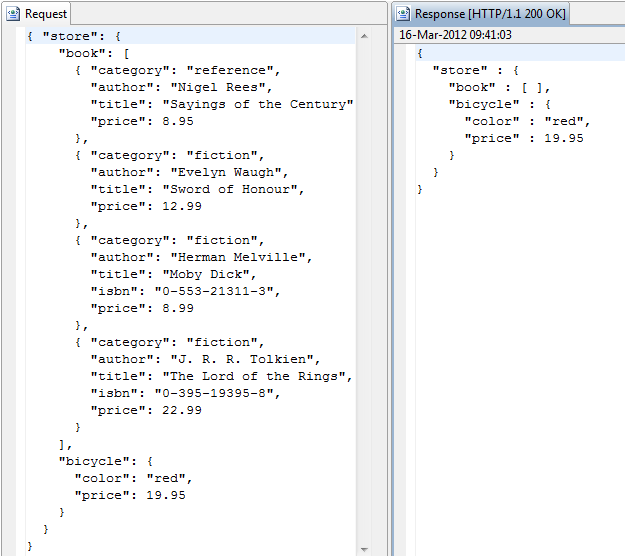 Request
{ "store": {
"book": [
{ "category": "reference",
"author": "Nigel Rees",
"title": "Sayings of the Century"
"price": 8.95
},
{ "category": "fiction",
"author": "Evelyn Waugh",
"title": "Sword of Honour",
"price": 12.99
},
{ "category": "fiction",
"author": "Herman Melville",
"title": "Moby Dick",
"isbn": "0-553-21311-3",
"price": 8.99
},
{ "category": "fiction",
"author": "J. R. R. Tolkien",
"title": "The Lord of the Rings",
"isbn": "0-395-19395-8",
"price": 22.99
}
],
"bicycle": {
"color": "red",
"price": 19.95
}
}
}
Response [HTTP/1.1 200 OK]
16-Mar-2012 09:41:03
{
"store" : {
"book" : [ ],
"bicycle" : {
"color" : "red",
"price" : 19.95
}
}
}